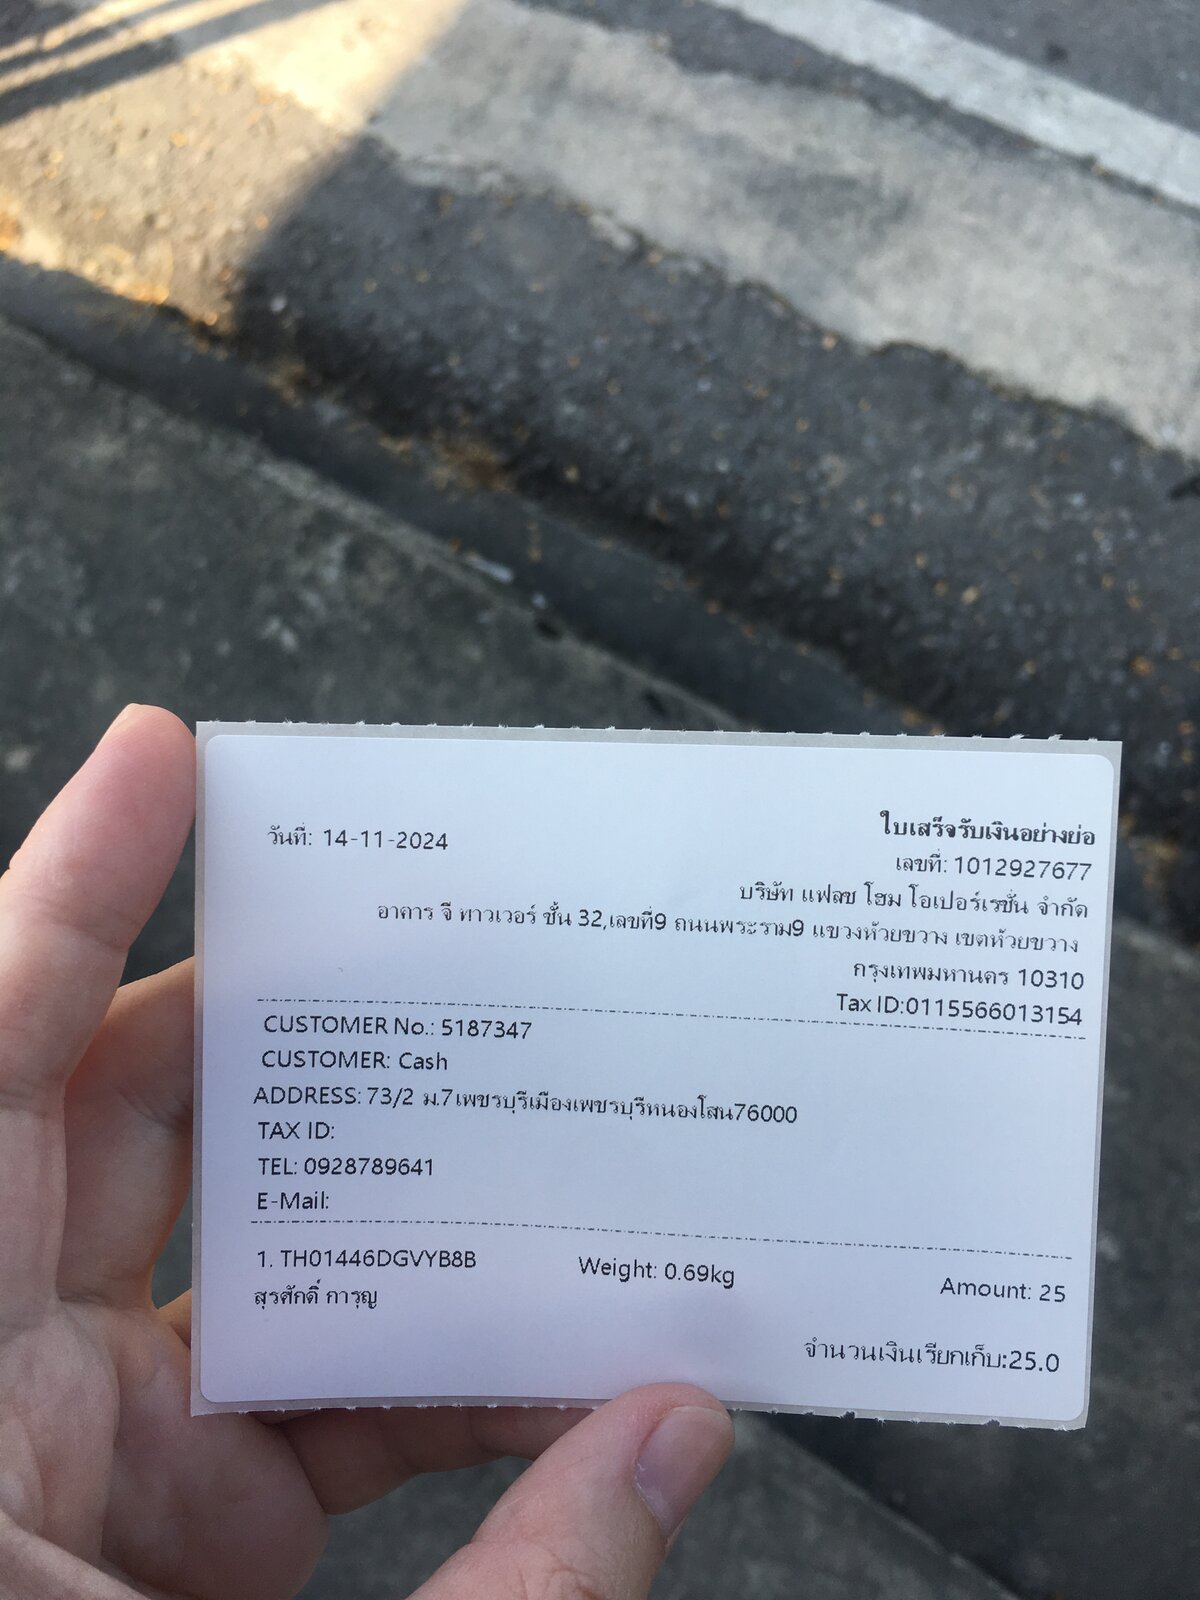 ใบเสร็จรับเงินอย่างย่อ
วันที่: 14-11-2024
เลขที่: 1012927677
บริษัท แฟลช โฮม โอเปอร์เรชั่น จำกัด
อาคาร จี ทาวเวอร์ ชั้น 32,เลขที่9 ถนนพระราม9 แขวงห้วยขวาง เขตห้วยขวาง
กรุงเทพมหานคร 10310
Tax ID:0115566013154
CUSTOMER No.: 5187347
CUSTOMER: Cash
ADDRESS: 73/2 ม.7เพชรบุรีเมืองเพชรบุรีหนองโสน76000
TAX ID:
TEL: 0928789641
E-Mail:
1. TH01446DGVYB8B Weight: 0.69kg Amount: 25
สุรศักดิ์ การุญ
จำนวนเงินเรียกเก็บ:25.0